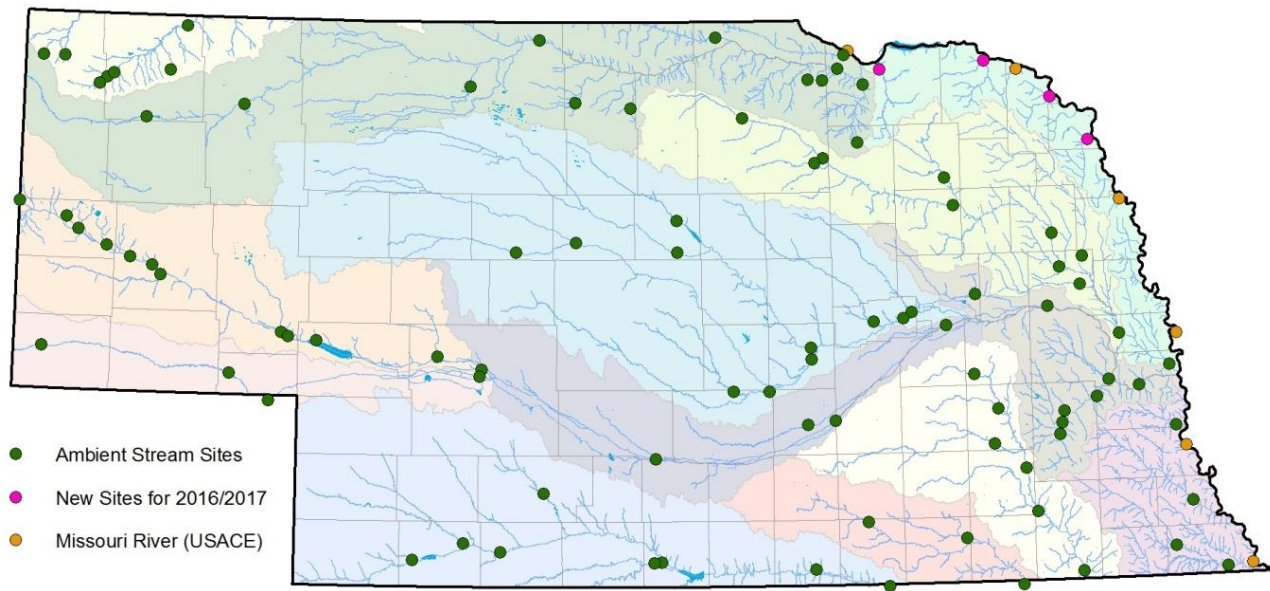 Ambient Stream Sites
New Sites for 2016/2017
Missouri River (USACE)